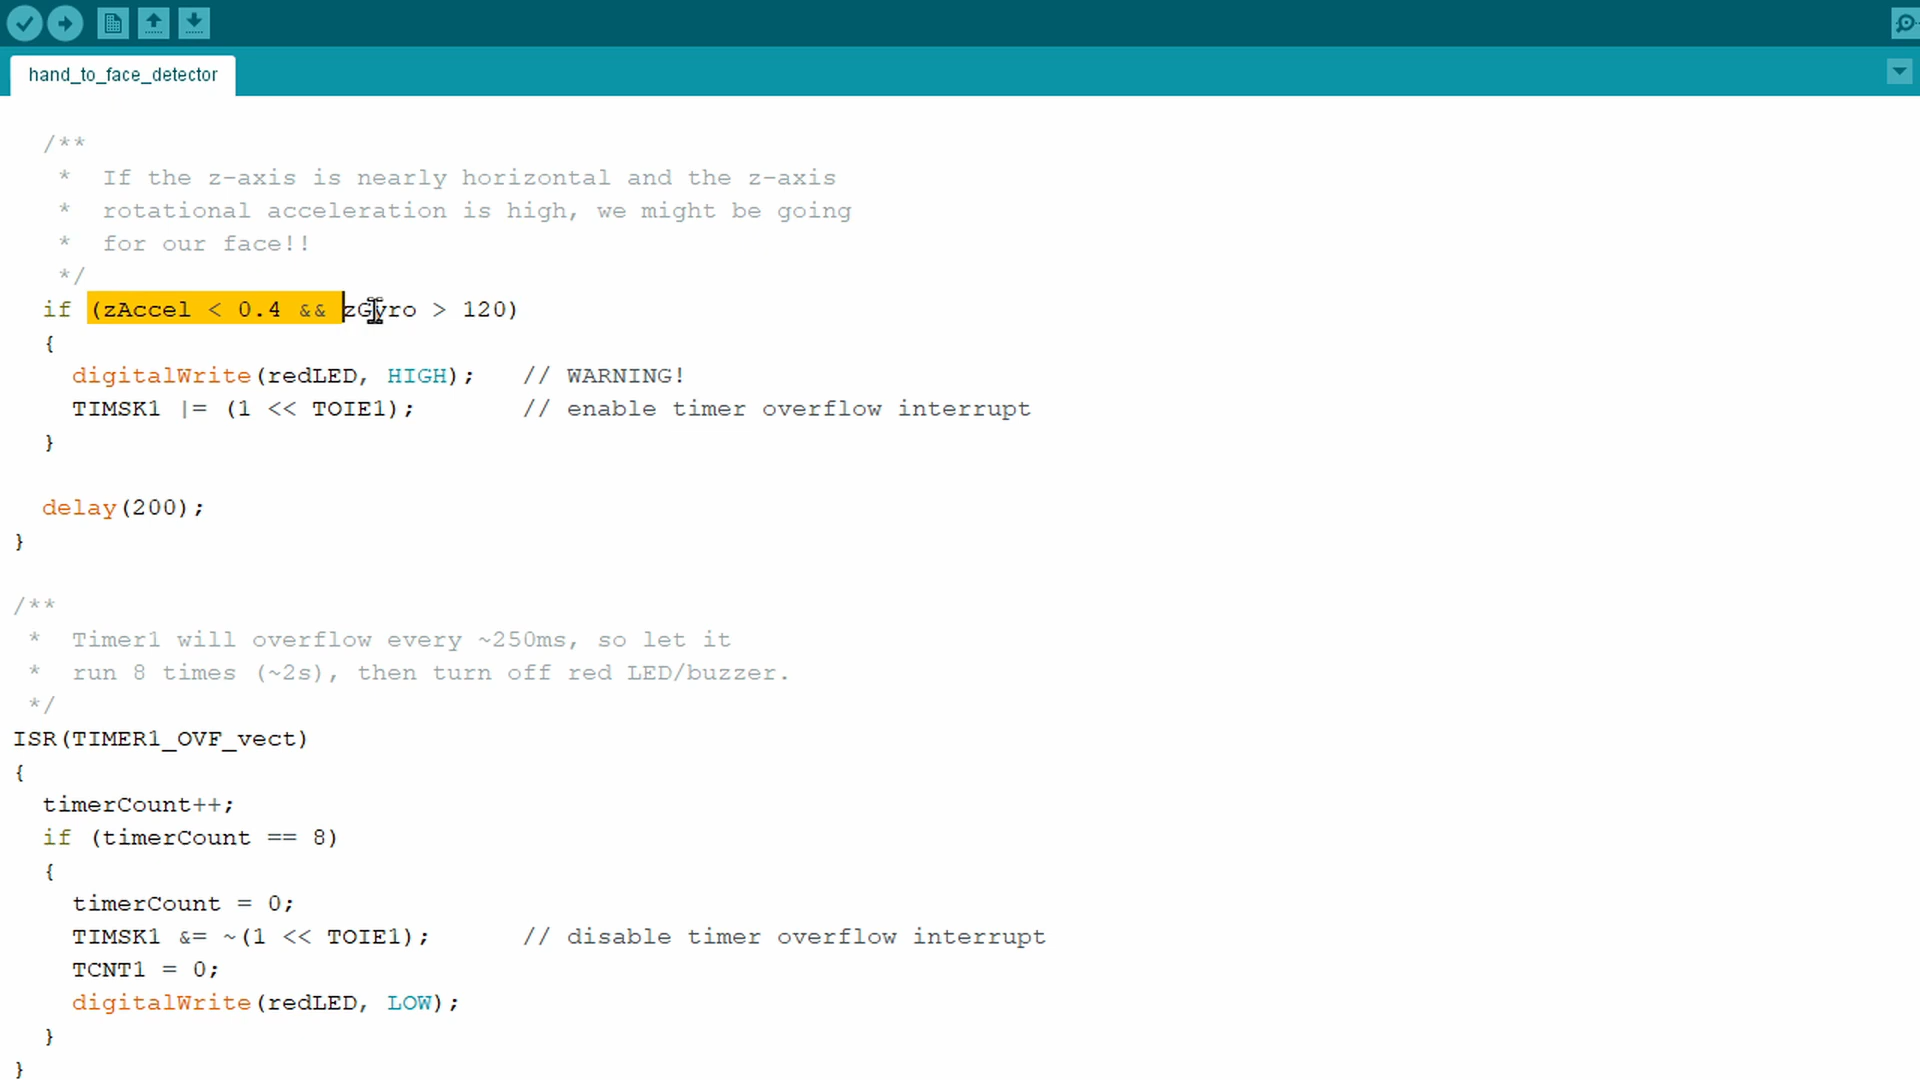 hand_to_face_detector
/**
*  If the z-axis is nearly horizontal and the z-axis
*  rotational acceleration is high, we might be going
*  for our face!!
*/
if (zAccel < 0.4 && zGyro > 120)
{
digitalWrite(redLED, HIGH);   // WARNING!
TIMSK1 |= (1 << TOIE1);       // enable timer overflow interrupt
}
delay(200);
}
/**
*  Timer1 will overflow every ~250ms, so let it
*  run 8 times (~2s), then turn off red LED/buzzer.
*/
ISR(TIMER1_OVF_vect)
{
timerCount++;
if (timerCount == 8)
{
timerCount = 0;
TIMSK1 &= ~(1 << TOIE1);      // disable timer overflow interrupt
TCNT1 = 0;
digitalWrite(redLED, LOW);
}
}